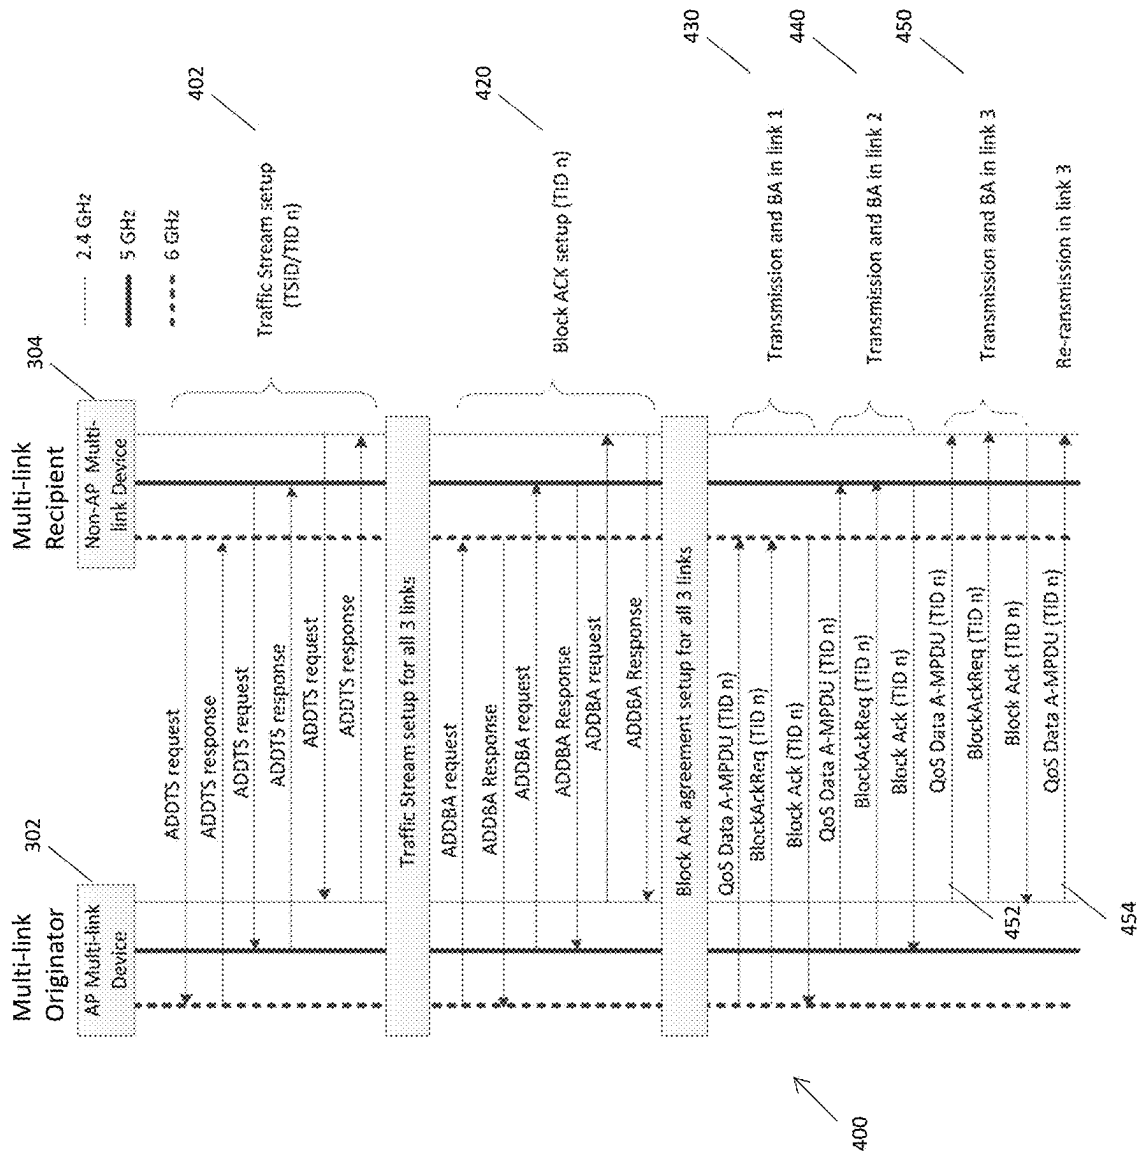 Multi-link
Originator
302
AP Multi-link
Device
Multi-link
Recipient
304
Non-AP Multi-
link Device
2.4 GHz
5 GHz
6 GHz
ADDTS request
ADDTS response
ADDTS request
ADDTS response
ADDTS request
ADDTS response
402
Traffic Stream setup
(TSID/TID n)
Traffic Stream setup for all 3 links
ADDBA request
ADDBA Response
ADDBA request
ADDBA Response
ADDBA request
ADDBA Response
420
Block ACK setup (TID n)
Block Ack agreement setup for all 3 links
QoS Data A-MPDU (TID n)
BlockAckReq (TID n)
Block Ack (TID n)
430
Transmission and BA in link 1
QoS Data A-MPDU (TID n)
BlockAckReq (TID n)
Block Ack (TID n)
440
Transmission and BA in link 2
QoS Data A-MPDU (TID n)
BlockAckReq (TID n)
Block Ack (TID n)
450
Transmission and BA in link 3
452
QoS Data A-MPDU (TID n)
Re-ransmission in link 3
454
400